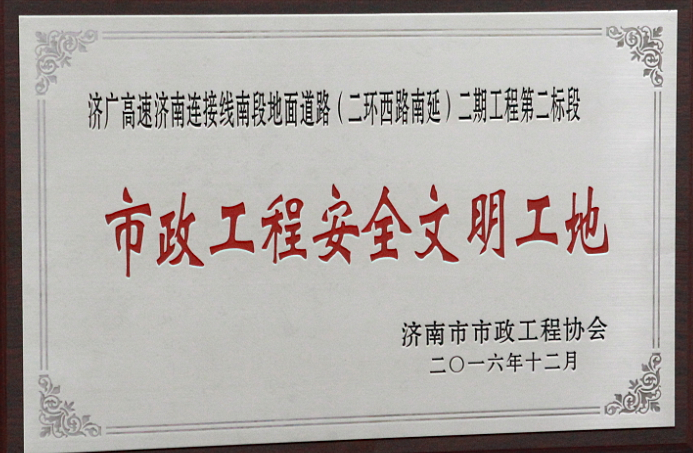 济广高速济南连接线南段地面道路（二环西路南延）二期工程第二标段
市政工程安全文明工地
济南市市政工程协会
二〇一六年十二月